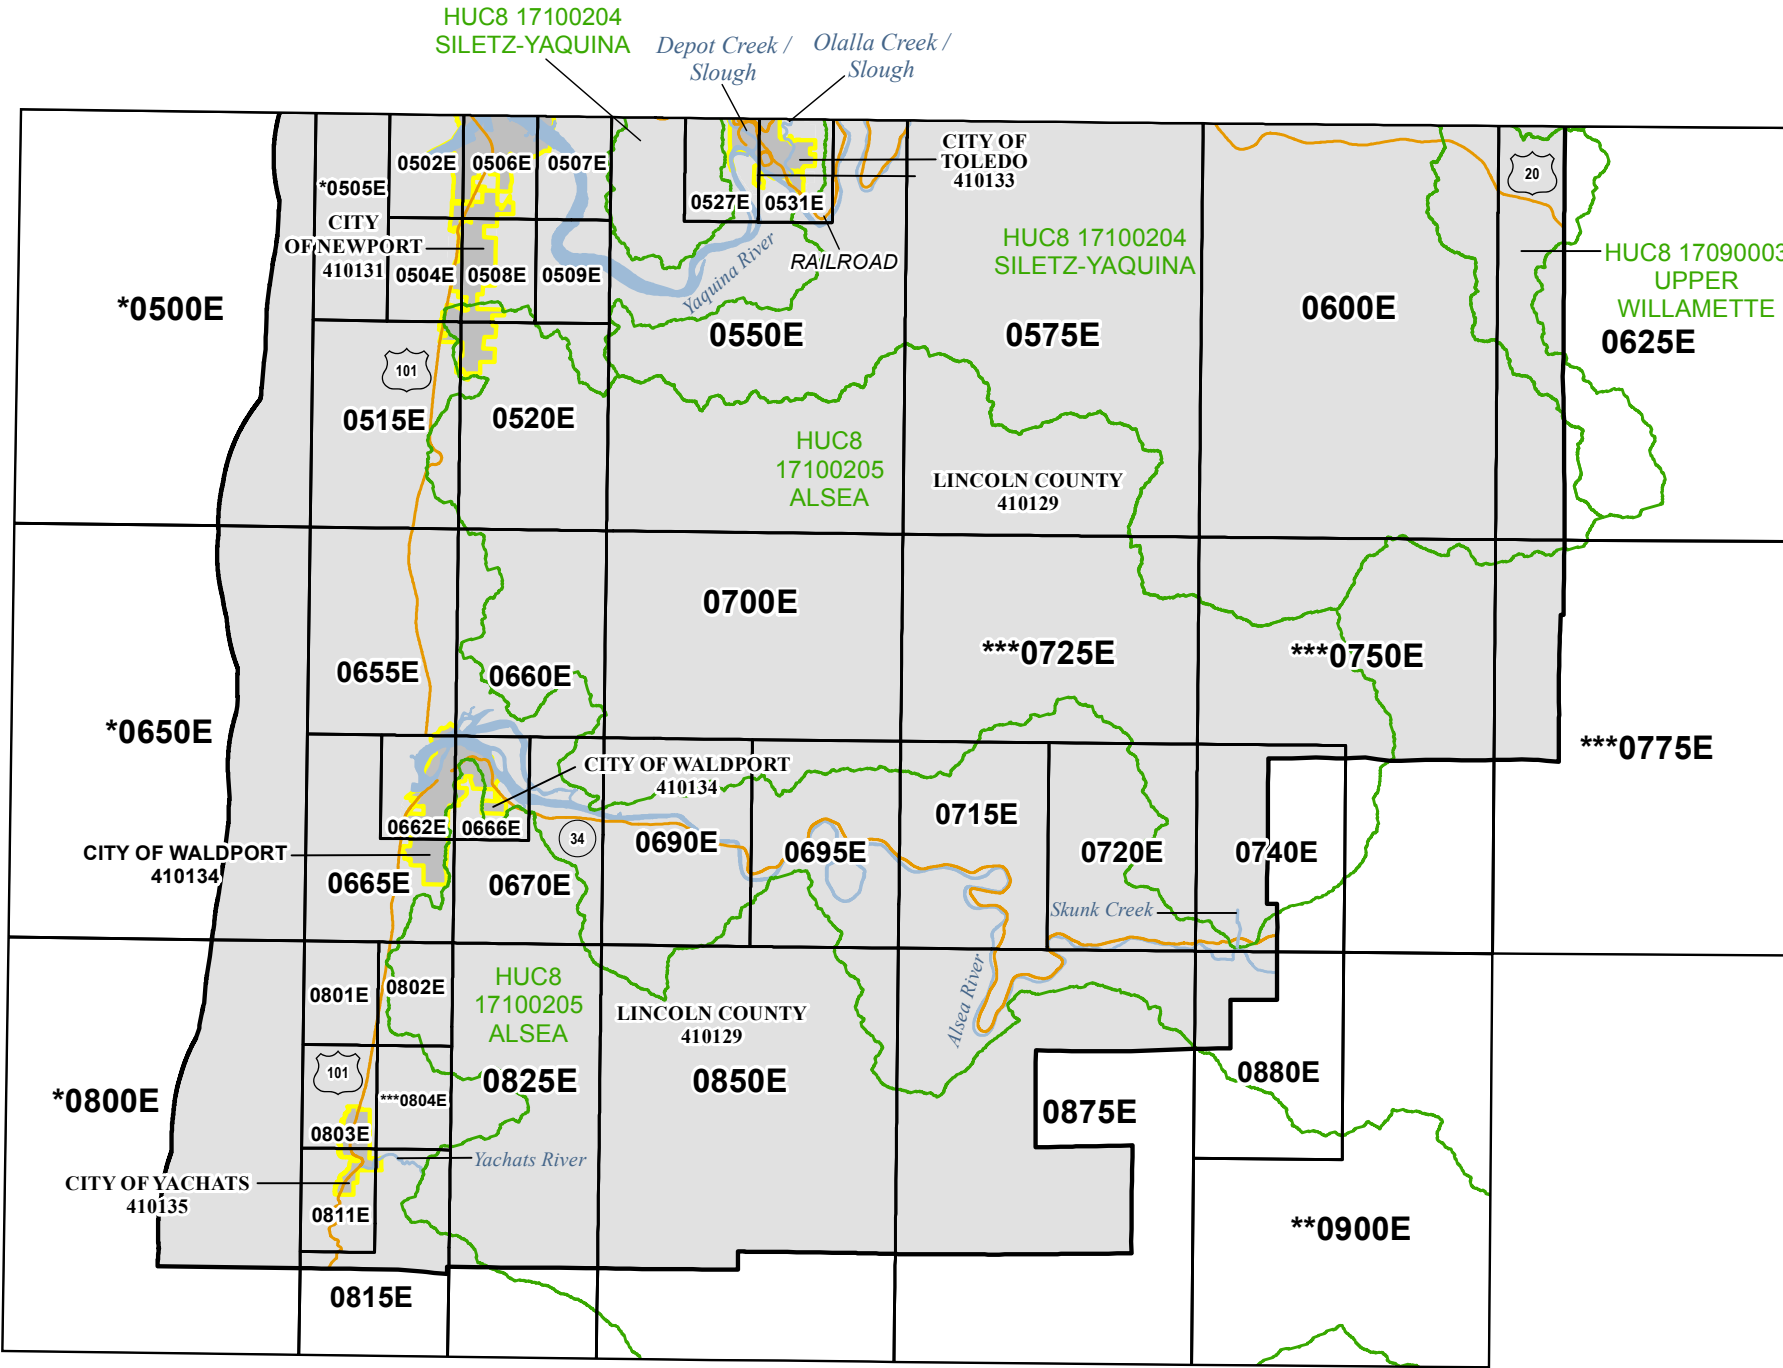 HUC8 17100204
SILETZ-YAQUINA
Depot Creek /
Slough
Olalla Creek /
Slough
0502E
0506E
0507E
*0505E
CITY
OF NEWPORT
410131
0504E
0508E
0509E
0527E
0531E
CITY OF
TOLEDO
410133
RAILROAD
Yaquina River
HUC8 17100204
SILETZ-YAQUINA
20
HUC8 17090003
UPPER
WILLAMETTE
*0500E
0550E
0575E
0600E
0625E
101
0515E
0520E
HUC8
17100205
ALSEA
LINCOLN COUNTY
410129
0700E
***0725E
***0750E
0655E
0660E
*0650E
***0775E
CITY OF WALDPORT
410134
0662E
0666E
34
0690E
0695E
0715E
0720E
0740E
CITY OF WALDPORT
410134
0665E
0670E
Skunk Creek
0801E
0802E
HUC8
17100205
ALSEA
LINCOLN COUNTY
410129
Alsea River
101
*0800E
***0804E
0825E
0850E
0875E
0880E
0803E
Yachats River
CITY OF YACHATS
410135
0811E
**0900E
0815E